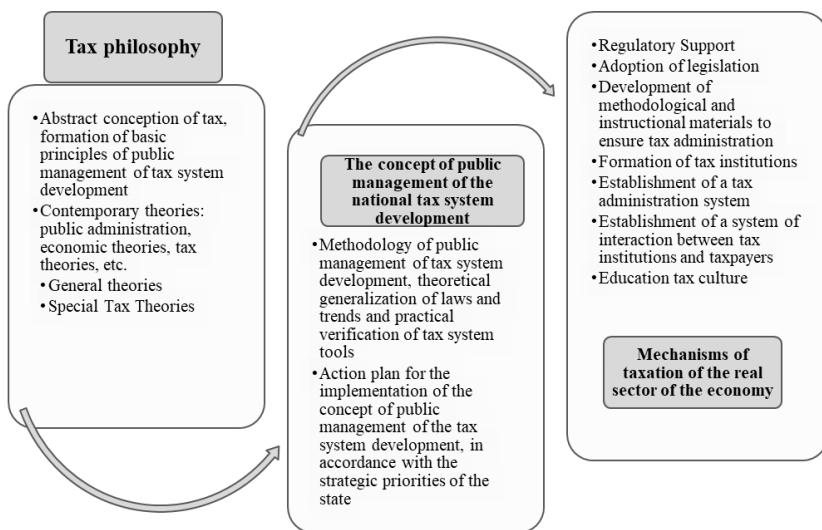 Tax philosophy
•Abstract conception of tax,
formation of basic
principles of public
management of tax system
development
•Contemporary theories:
public administration,
economic theories, tax
theories, etc.
•General theories
•Special Tax Theories
The concept of public
management of the
national tax system
development
•Methodology of public
management of tax system
development, theoretical
generalization of laws and
trends and practical
verification of tax system
tools
•Action plan for the
implementation of the
concept of public
management of the tax
system development, in
accordance with the
strategic priorities of the
state
•Regulatory Support
•Adoption of legislation
•Development of
methodological and
instructional materials to
ensure tax administration
•Formation of tax institutions
•Establishment of a tax
administration system
•Establishment of a system of
interaction between tax
institutions and taxpayers
•Education tax culture
Mechanisms of
taxation of the real
sector of the economy